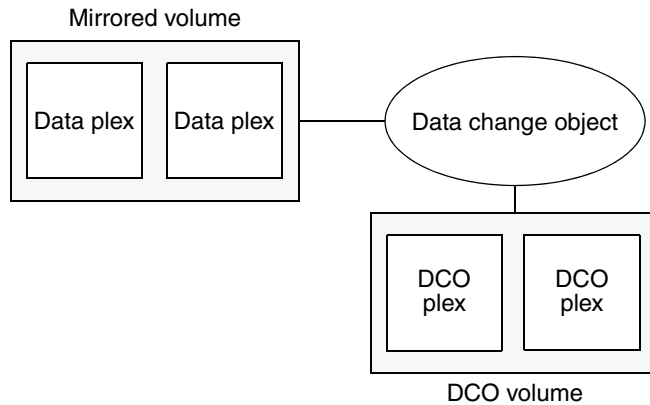 Mirrored volume
Data plex
Data plex
Data change object
DCO
plex
DCO
plex
DCO volume